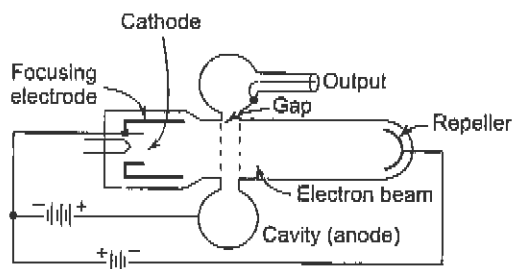 Cathode
Focusing
electrode
Output
Gap
Repeller
Electron beam
Cavity (anode)
- +
+ -